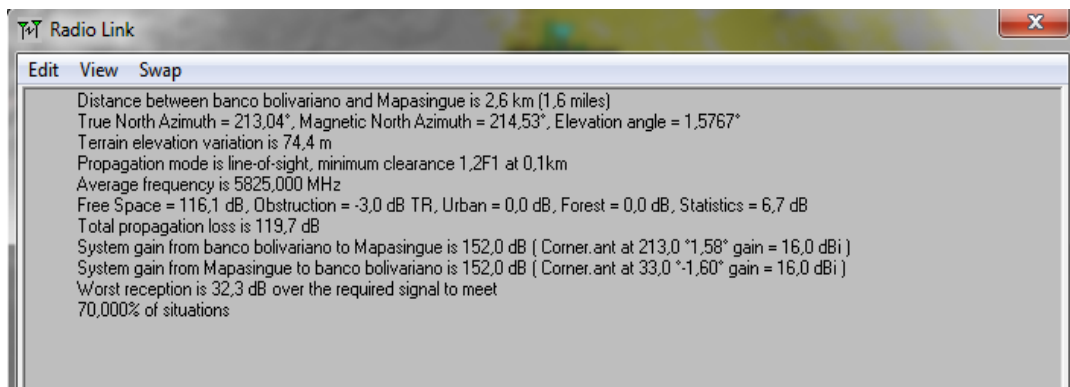 Radio Link
Edit View Swap
Distance between banco bolivariano and Mapasingue is 2,6 km (1,6 miles)
True North Azimuth = 213,04°, Magnetic North Azimuth = 214,53°, Elevation angle = 1,5767°
Terrain elevation variation is 74,4 m
Propagation mode is line-of-sight, minimum clearance 1,2F1 at 0,1km
Average frequency is 5825,000 MHz
Free Space = 116,1 dB, Obstruction = -3,0 dB TR, Urban = 0,0 dB, Forest = 0,0 dB, Statistics = 6,7 dB
Total propagation loss is 119,7 dB
System gain from banco bolivariano to Mapasingue is 152,0 dB ( Corner.ant at 213,0 °1,58° gain = 16,0 dBi )
System gain from Mapasingue to banco bolivariano is 152,0 dB ( Corner.ant at 33,0 °-1,60° gain = 16,0 dBi )
Worst reception is 32,3 dB over the required signal to meet
70,000% of situations